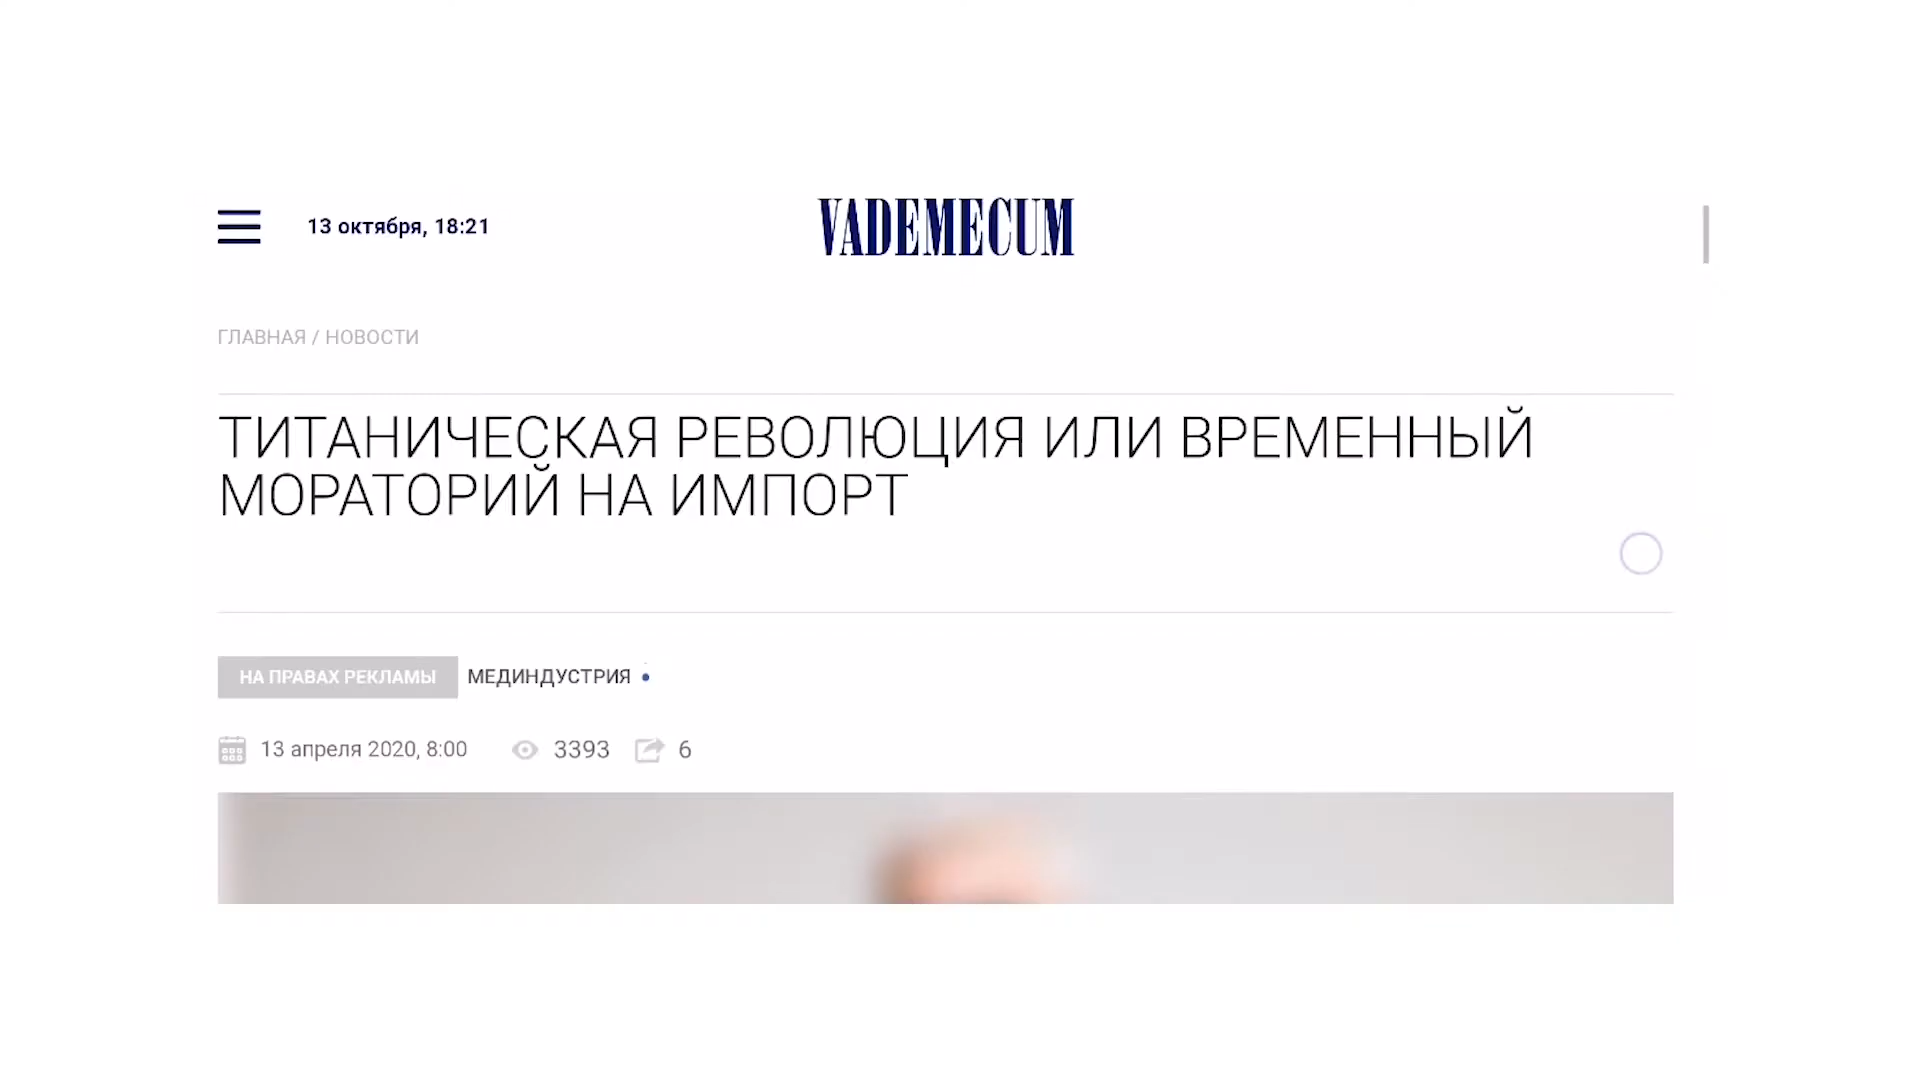 13 октября, 18:21
VADEMECUM
ГЛАВНАЯ / НОВОСТИ
ТИТАНИЧЕСКАЯ РЕВОЛЮЦИЯ ИЛИ ВРЕМЕННЫЙ
МОРАТОРИЙ НА ИМПОРТ
НА ПРАВАХ РЕКЛАМЫ МЕДИНДУСТРИЯ •
13 апреля 2020, 8:00 3393 6